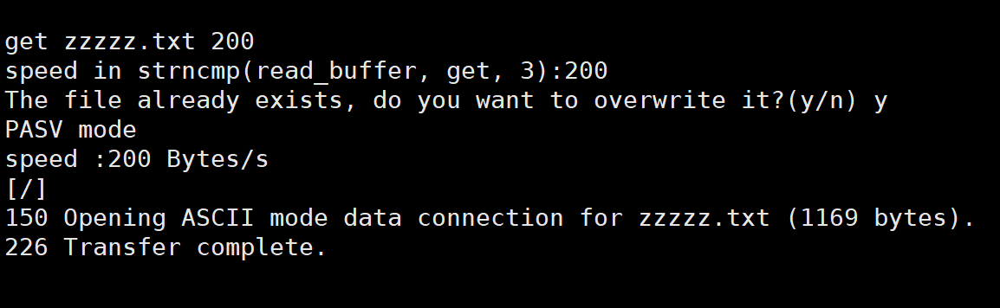 get zzzzz.txt 200
speed in strncmp(read_buffer, get, 3):200
The file already exists, do you want to overwrite it?(y/n) y
PASV mode
speed :200 Bytes/s
[/]
150 Opening ASCII mode data connection for zzzzz.txt (1169 bytes).
226 Transfer complete.